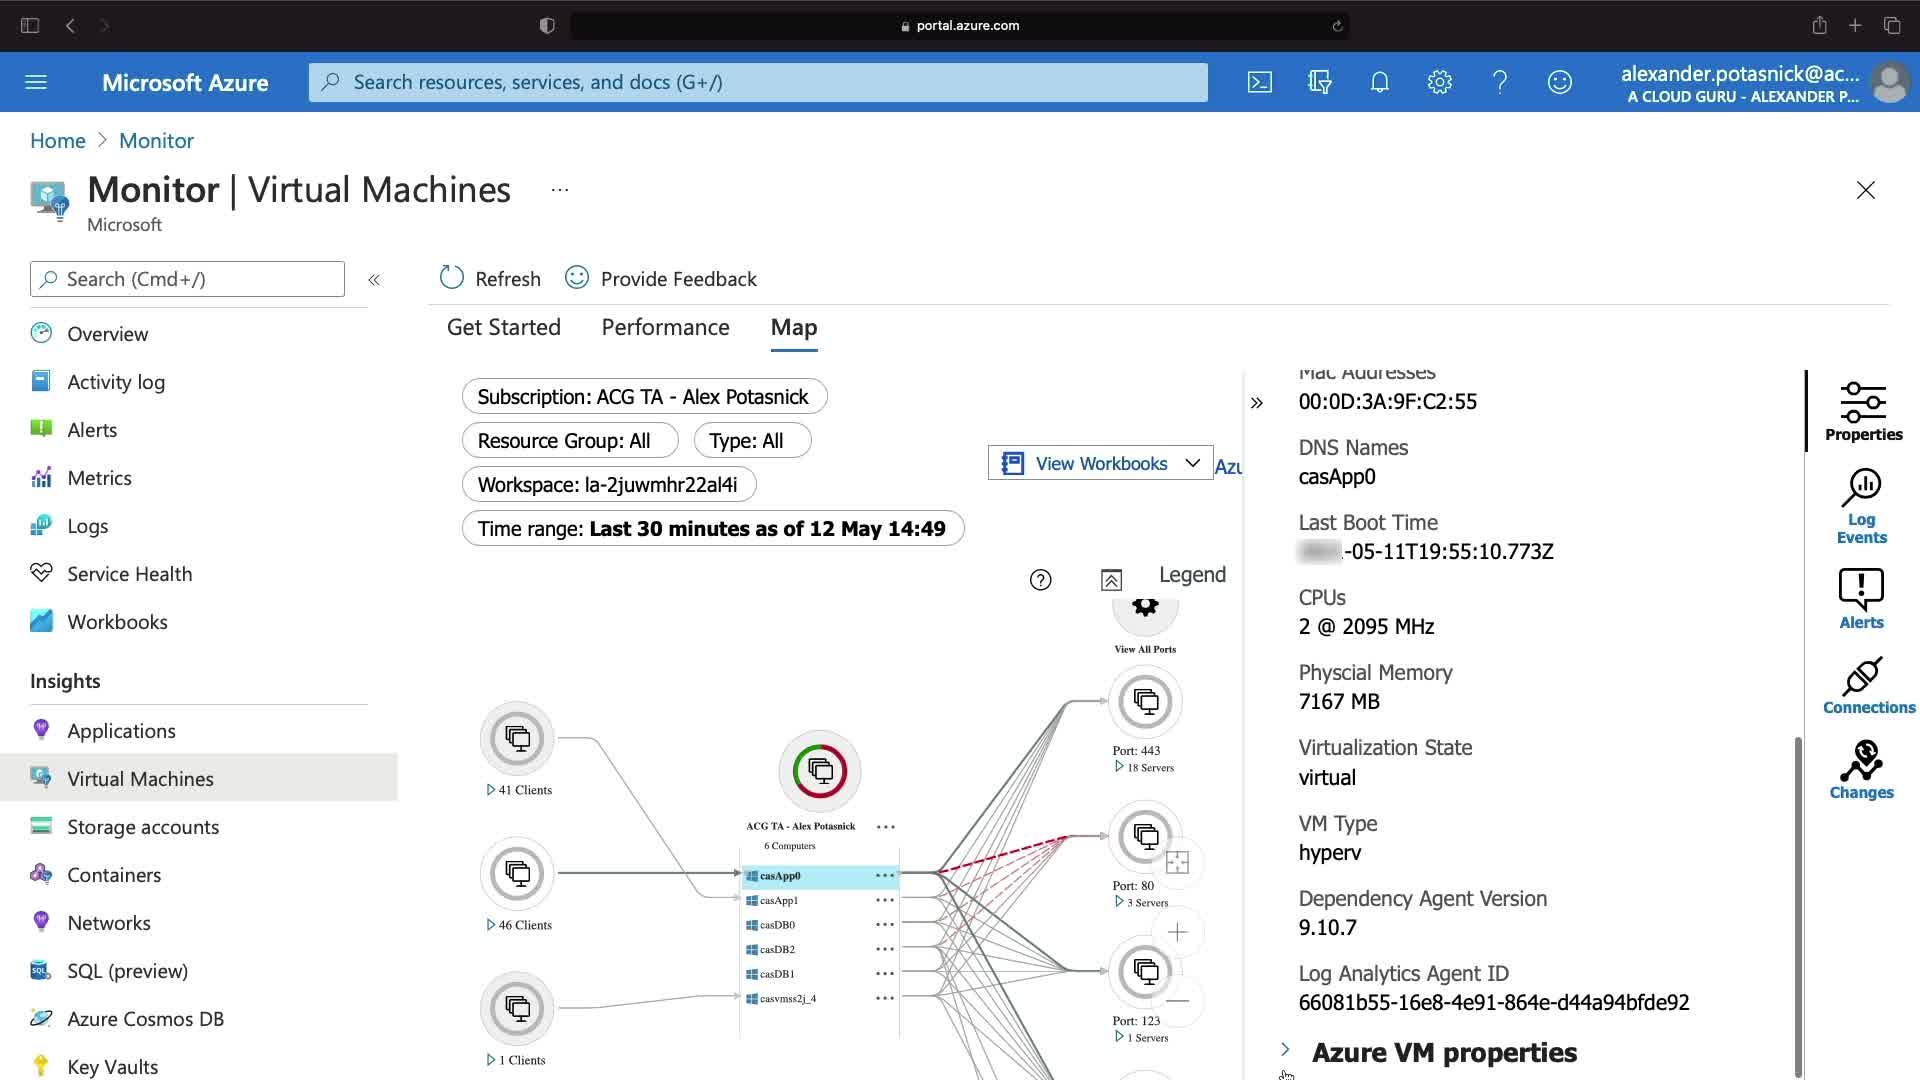 portal.azure.com
Microsoft Azure
Search resources, services, and docs (G+/)
alexander.potasnick@ac...
A CLOUD GURU - ALEXANDER P...
Home > Monitor
Monitor | Virtual Machines ...
Microsoft
Search (Cmd+/)
«
Overview
Activity log
Alerts
Metrics
Logs
Service Health
Workbooks
Insights
Applications
Virtual Machines
Storage accounts
Containers
Networks
SQL (preview)
Azure Cosmos DB
Key Vaults
Refresh
Provide Feedback
Get Started
Performance
Map
Subscription: ACG TA - Alex Potasnick
Resource Group: All
Type: All
Workspace: la-2juwmhr22al4i
Time range: Last 30 minutes as of 12 May 14:49
View Workbooks
Azu
Legend
View All Ports
41 Clients
46 Clients
1 Clients
ACG TA - Alex Potasnick
6 Computers
casApp0
casApp1
casDB0
casDB2
casDB1
casvmss2j_4
Port: 443
18 Servers
Port: 80
3 Servers
Port: 123
1 Servers
»
Mac Addresses
00:0D:3A:9F:C2:55
DNS Names
casApp0
Last Boot Time
-05-11T19:55:10.773Z
CPUs
2 @ 2095 MHz
Physcial Memory
7167 MB
Virtualization State
virtual
VM Type
hyperv
Dependency Agent Version
9.10.7
Log Analytics Agent ID
66081b55-16e8-4e91-864e-d44a94bfde92
Azure VM properties
Properties
Log
Events
Alerts
Connections
Changes